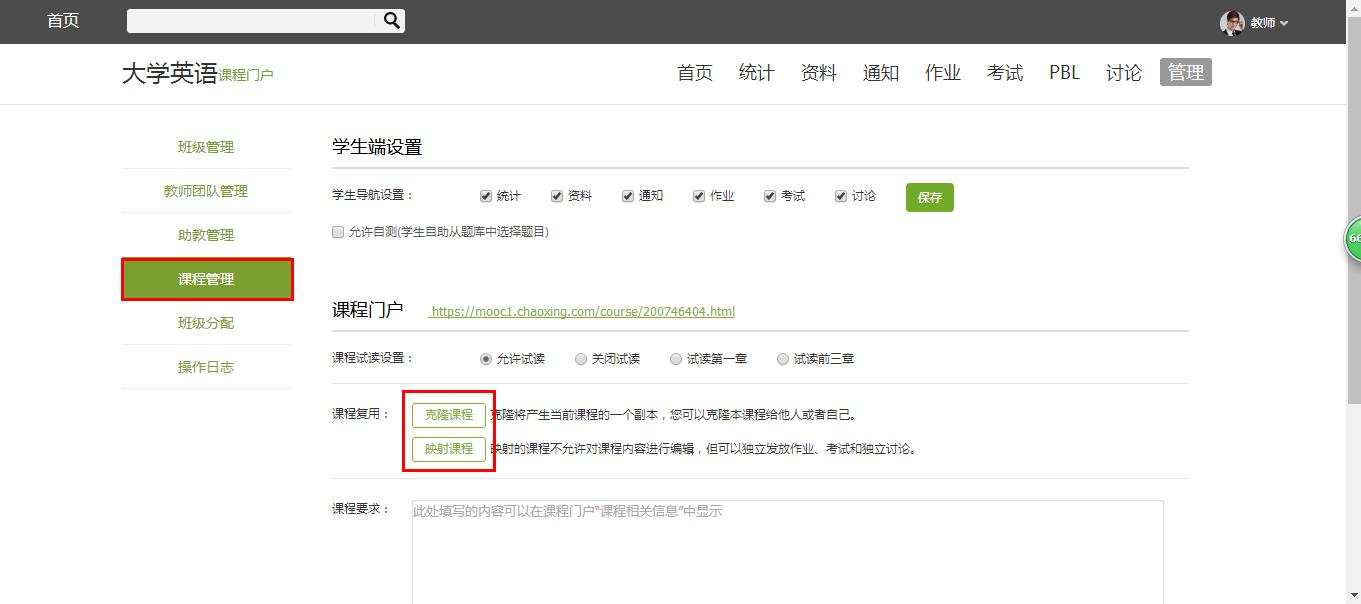 首页
教师
大学英语课程门户
首页 统计 资料 通知 作业 考试 PBL 讨论 管理
班级管理
教师团队管理
助教管理
课程管理
班级分配
操作日志
学生端设置
学生导航设置： 统计 资料 通知 作业 考试 讨论 保存
允许自测(学生自助从题库中选择题目)
课程门户 https://mooc1.chaoxing.com/course/200746404.html
课程试读设置： 允许试读 关闭试读 试读第一章 试读前三章
课程复用： 克隆课程 克隆将产生当前课程的一个副本，您可以克隆本课程给他人或者自己。
映射课程 映射的课程不允许对课程内容进行编辑，但可以独立发放作业、考试和独立讨论。
课程要求： 此处填写的内容可以在课程门户“课程相关信息”中显示
66